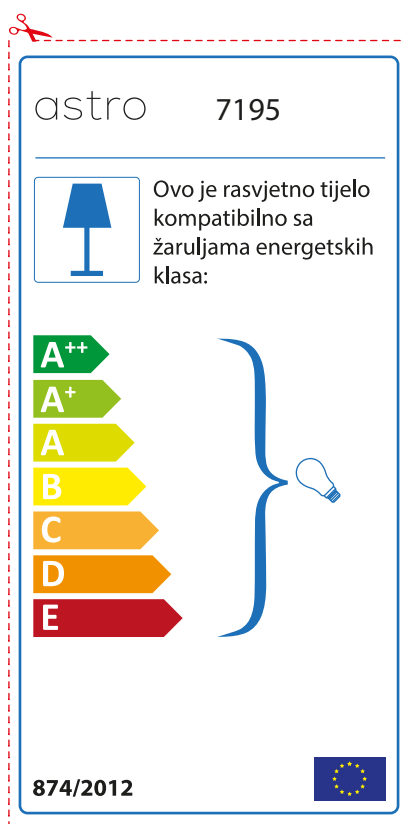 astro 7195
Ovo je rasvjetno tijelo
kompatibilno sa
žaruljama energetskih
klasa:
A++
A+
A
B
C
D
E
874/2012